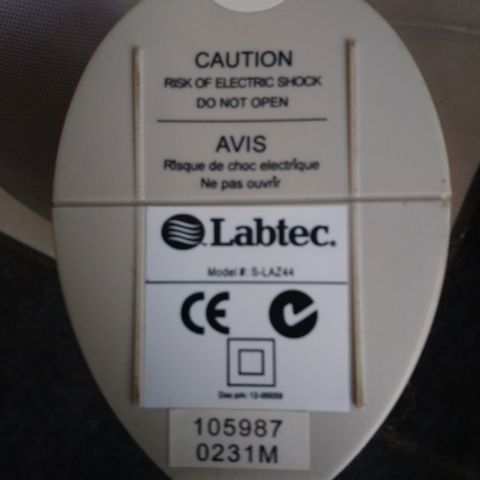 CAUTION
RISK OF ELECTRIC SHOCK
DO NOT OPEN
AVIS
Risque de choc electrique
Ne pas ouvrir
Labtec.
Model #: S-LAZ44
CE
105987
0231M